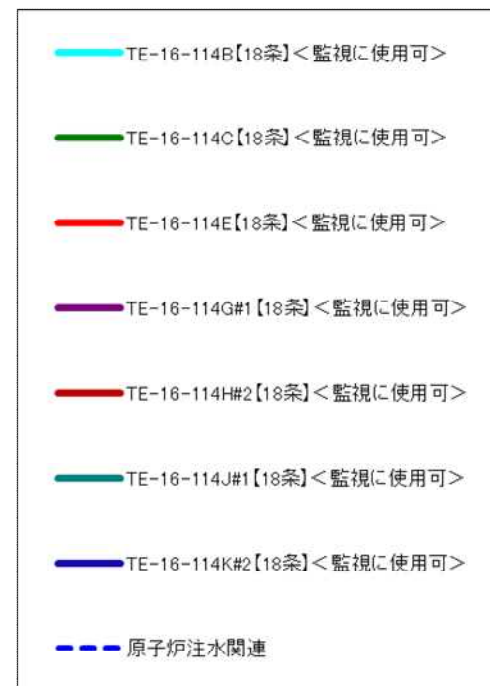 TE-16-114B【18条】＜監視に使用可＞
TE-16-114C【18条】＜監視に使用可＞
TE-16-114E【18条】＜監視に使用可＞
TE-16-114G#1【18条】＜監視に使用可＞
TE-16-114H#2【18条】＜監視に使用可＞
TE-16-114J#1【18条】＜監視に使用可＞
TE-16-114K#2【18条】＜監視に使用可＞
原子炉注水関連